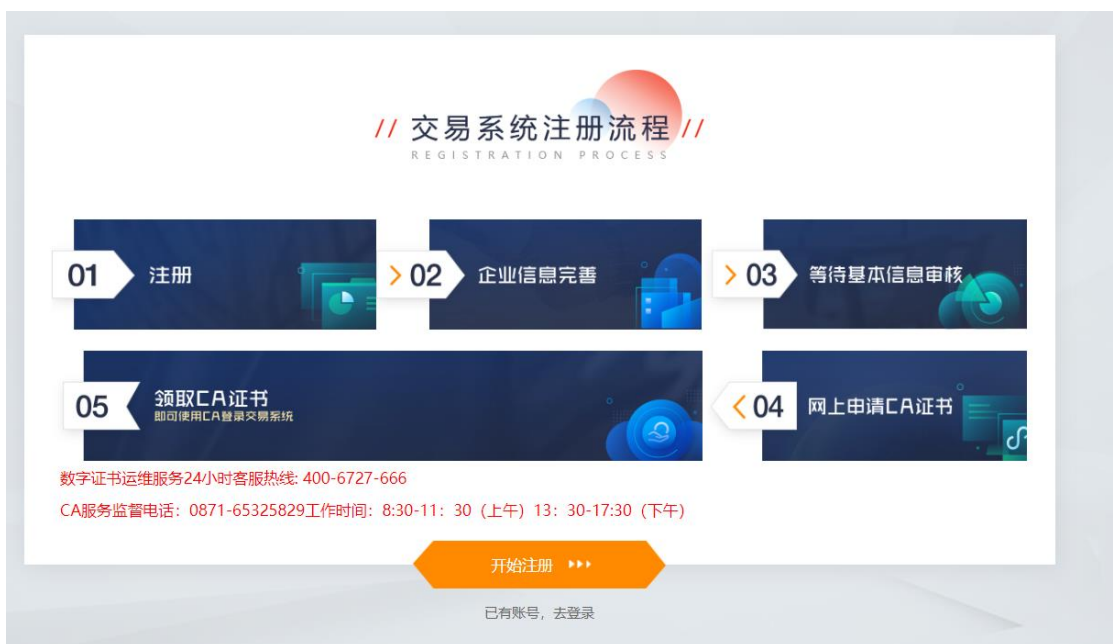 // 交易系统注册流程 //
REGISTRATION PROCESS
01 注册
> 02 企业信息完善
> 03 等待基本信息审核
05 领取CA证书
即可使用CA登录交易系统
< 04 网上申请CA证书
数字证书运维服务24小时客服热线: 400-6727-666
CA服务监督电话：0871-65325829工作时间：8:30-11：30（上午）13：30-17:30（下午）
开始注册
已有账号，去登录